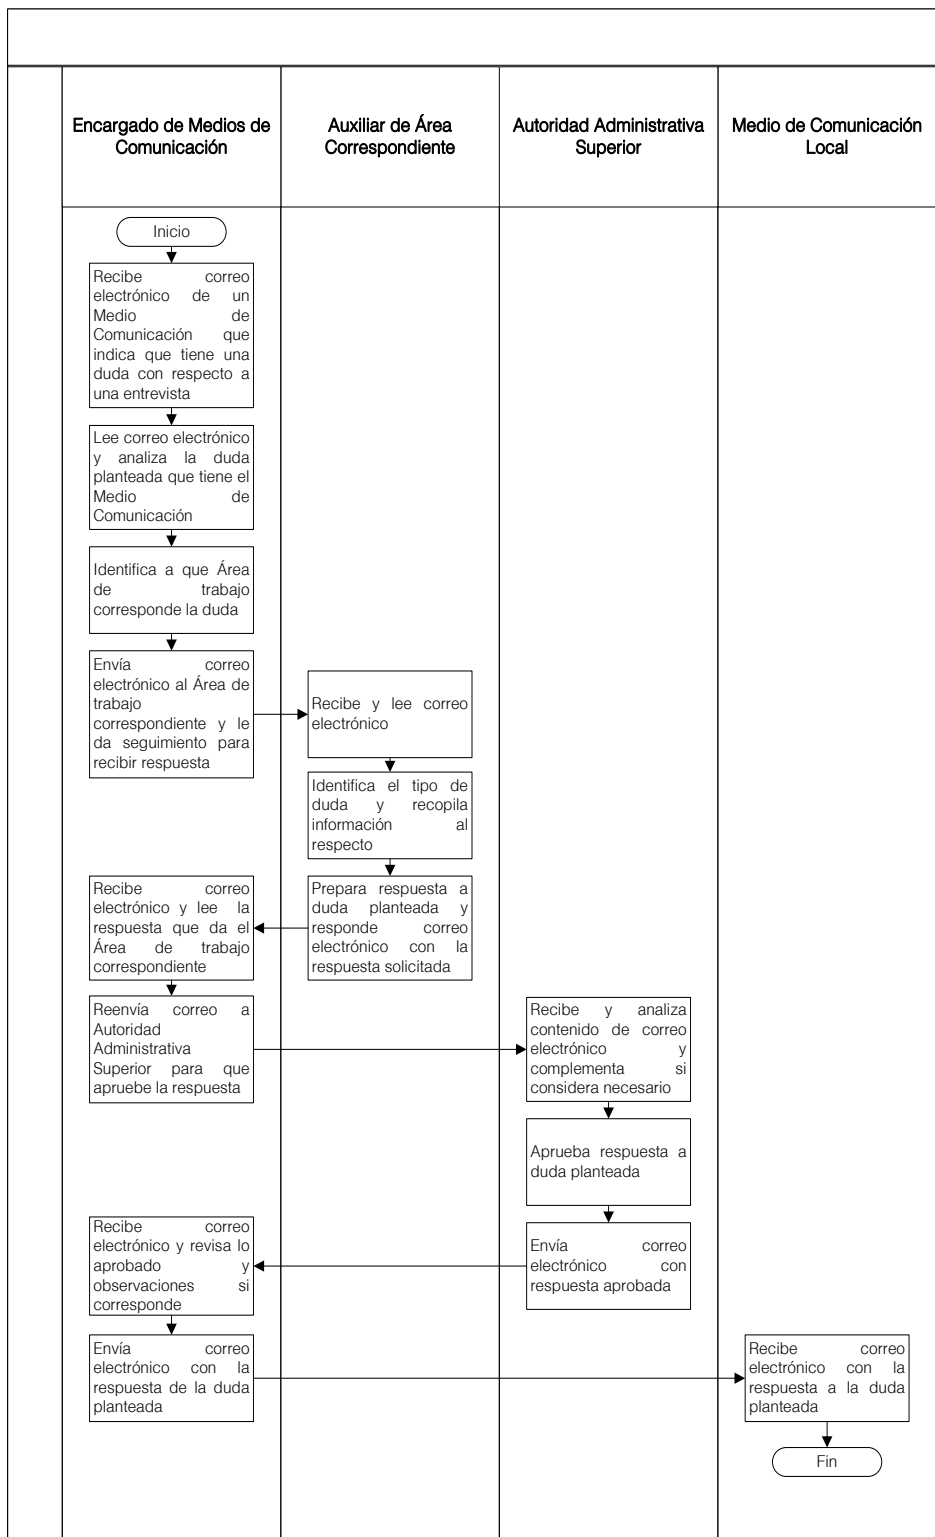 Encargado de Medios de
Comunicación
Auxiliar de Área
Correspondiente
Autoridad Administrativa
Superior
Medio de Comunicación
Local
Inicio
Recibe correo
electrónico de un
Medio de
Comunicación que
indica que tiene una
duda con respecto a
una entrevista
Lee correo electrónico
y analiza la duda
planteada que tiene el
Medio de
Comunicación
Identifica a que Área
de trabajo
corresponde la duda
Envía correo
electrónico al Área de
trabajo
correspondiente y le
da seguimiento para
recibir respuesta
Recibe y lee correo
electrónico
Identifica el tipo de
duda y recopila
información al
respecto
Prepara respuesta a
duda planteada y
responde correo
electrónico con la
respuesta solicitada
Recibe correo
electrónico y lee la
respuesta que da el
Área de trabajo
correspondiente
Reenvía correo a
Autoridad
Administrativa
Superior para que
apruebe la respuesta
Recibe y analiza
contenido de correo
electrónico y
complementa si
considera necesario
Aprueba respuesta a
duda planteada
Envía correo
electrónico con
respuesta aprobada
Recibe correo
electrónico y revisa lo
aprobado y
observaciones si
corresponde
Envía correo
electrónico con la
respuesta de la duda
planteada
Recibe correo
electrónico con la
respuesta a la duda
planteada
Fin